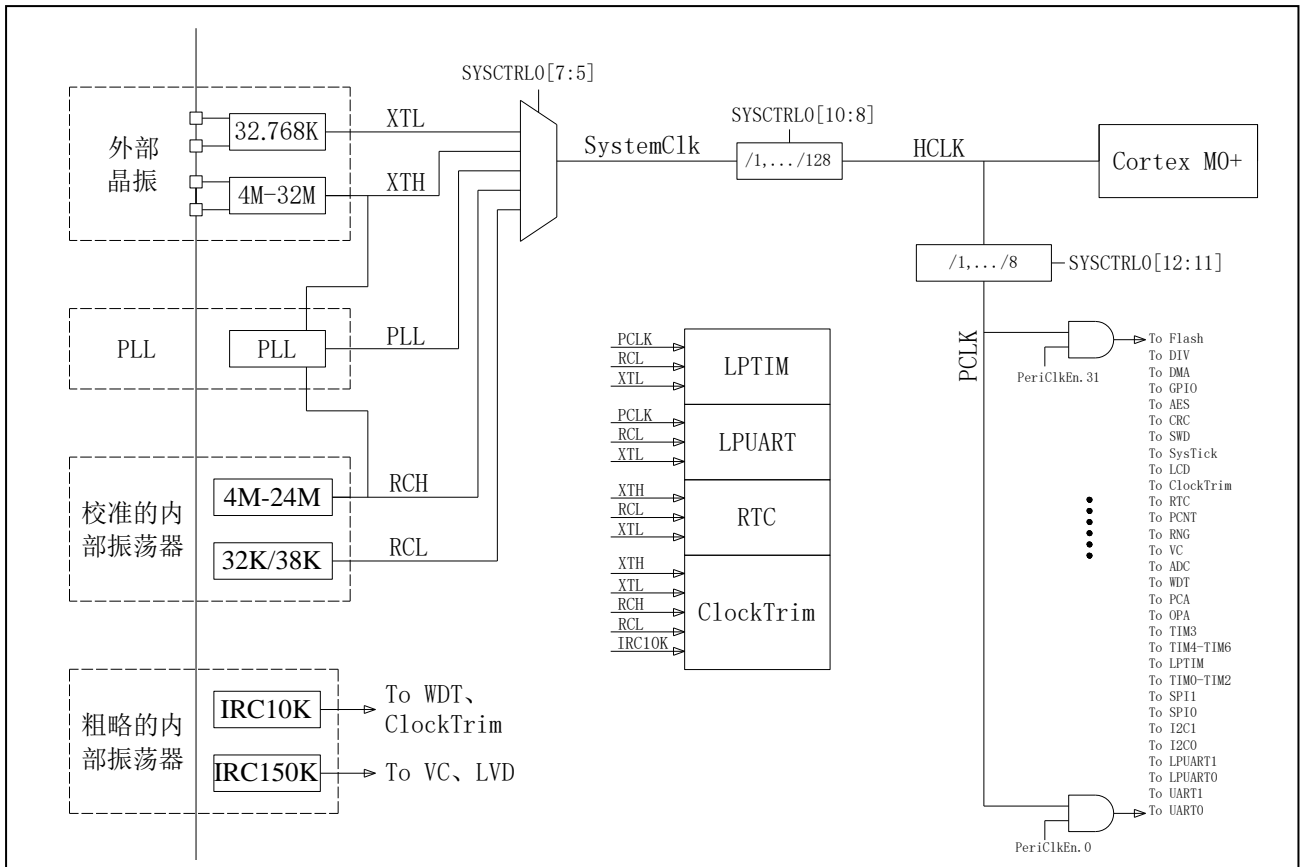 SYSCTRL0[7:5]
外部
晶振
32.768K
XTL
4M-32M
XTH
SystemClk
SYSCTRL0[10:8]
/1,.../128
HCLK
Cortex M0+
/1,.../8
SYSCTRL0[12:11]
PLL
PLL
PLL
PCLK
PeriClkEn.31
PCLK
RCL
XTL
LPTIM
PCLK
RCL
XTL
LPUART
XTH
RCL
XTL
RTC
XTH
XTL
RCH
RCL
IRC10K
ClockTrim
校准的内
部振荡器
4M-24M
RCH
32K/38K
RCL
粗略的内
部振荡器
IRC10K
To WDT、
ClockTrim
IRC150K
To VC、LVD
To Flash
To DIV
To DMA
To GPIO
To AES
To CRC
To SWD
To SysTick
To LCD
To ClockTrim
To RTC
To PCNT
To RNG
To VC
To ADC
To WDT
To PCA
To OPA
To TIM3
To TIM4-TIM6
To LPTIM
To TIM0-TIM2
To SPI1
To SPI0
To I2C1
To I2C0
To LPUART1
To LPUART0
To UART1
To UART0
PeriClkEn.0